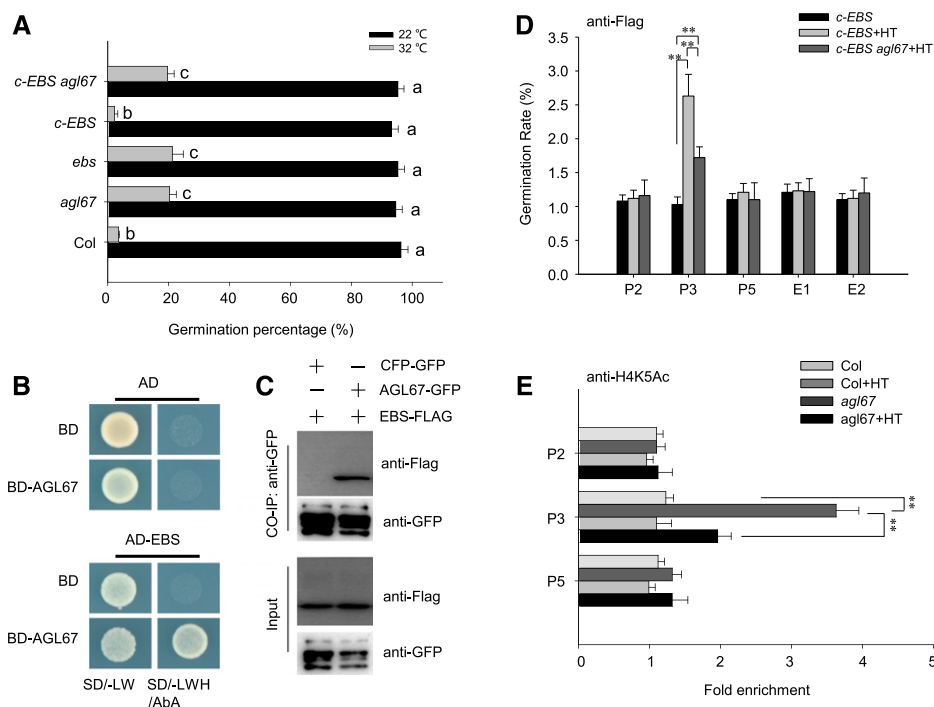 A
22 ℃
32 ℃
c-EBS agl67
c
a
c-EBS
b
a
ebs
c
a
agl67
c
a
Col
b
a
0 20 40 60 80 100
Germination percentage (%)
D
anti-Flag
c-EBS
c-EBS+HT
c-EBS agl67+HT
Germination Rate (%)
3.5
3.0
2.5
2.0
1.5
1.0
0.5
0.0
**
**
**
P2 P3 P5 E1 E2
B
AD
BD
BD-AGL67
AD-EBS
BD
BD-AGL67
SD/-LW SD/-LWH
/AbA
C
+ − CFP-GFP
− + AGL67-GFP
+ + EBS-FLAG
CO-IP: anti-GFP
anti-Flag
anti-GFP
Input
anti-Flag
anti-GFP
E
anti-H4K5Ac
Col
Col+HT
agl67
agl67+HT
P2
P3
**
**
P5
0 1 2 3 4 5
Fold enrichment